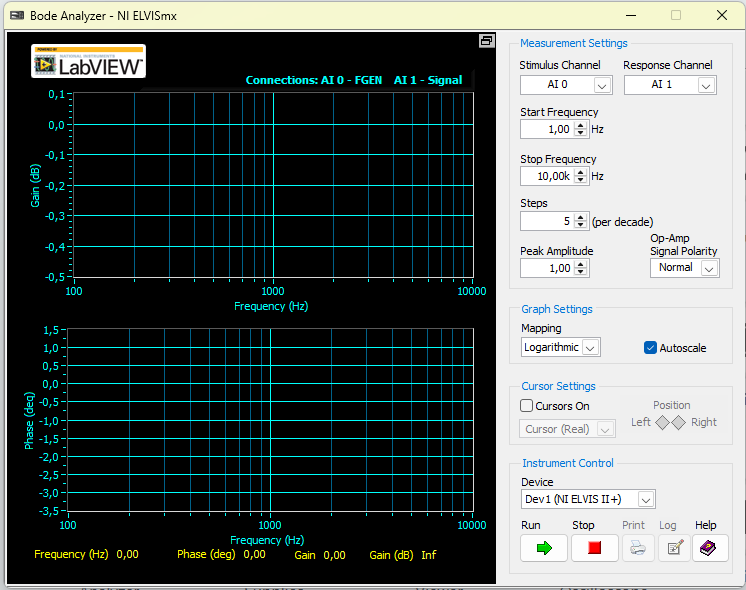 Bode Analyzer - NI ELVISmx
POWERED BY
NATIONAL INSTRUMENTS
LabVIEW™
Connections: AI 0 - FGEN AI 1 - Signal
0,1
0,0
-0,1
-0,2
-0,3
-0,4
-0,5
Gain (dB)
100 1000 10000
Frequency (Hz)
1,5
1,0
0,5
0,0
-0,5
-1,0
-1,5
-2,0
-2,5
-3,0
-3,5
Phase (deg)
100 1000 10000
Frequency (Hz)
Frequency (Hz) 0,00 Phase (deg) 0,00 Gain 0,00 Gain (dB) Inf
Measurement Settings
Stimulus Channel Response Channel
AI 0 AI 1
Start Frequency
1,00 Hz
Stop Frequency
10,00k Hz
Steps
5 (per decade)
Peak Amplitude
1,00
Op-Amp
Signal Polarity
Normal
Graph Settings
Mapping
Logarithmic Autoscale
Cursor Settings
Cursors On
Cursor (Real)
Position
Left Right
Instrument Control
Device
Dev1 (NI ELVIS II+)
Run Stop Print Log Help